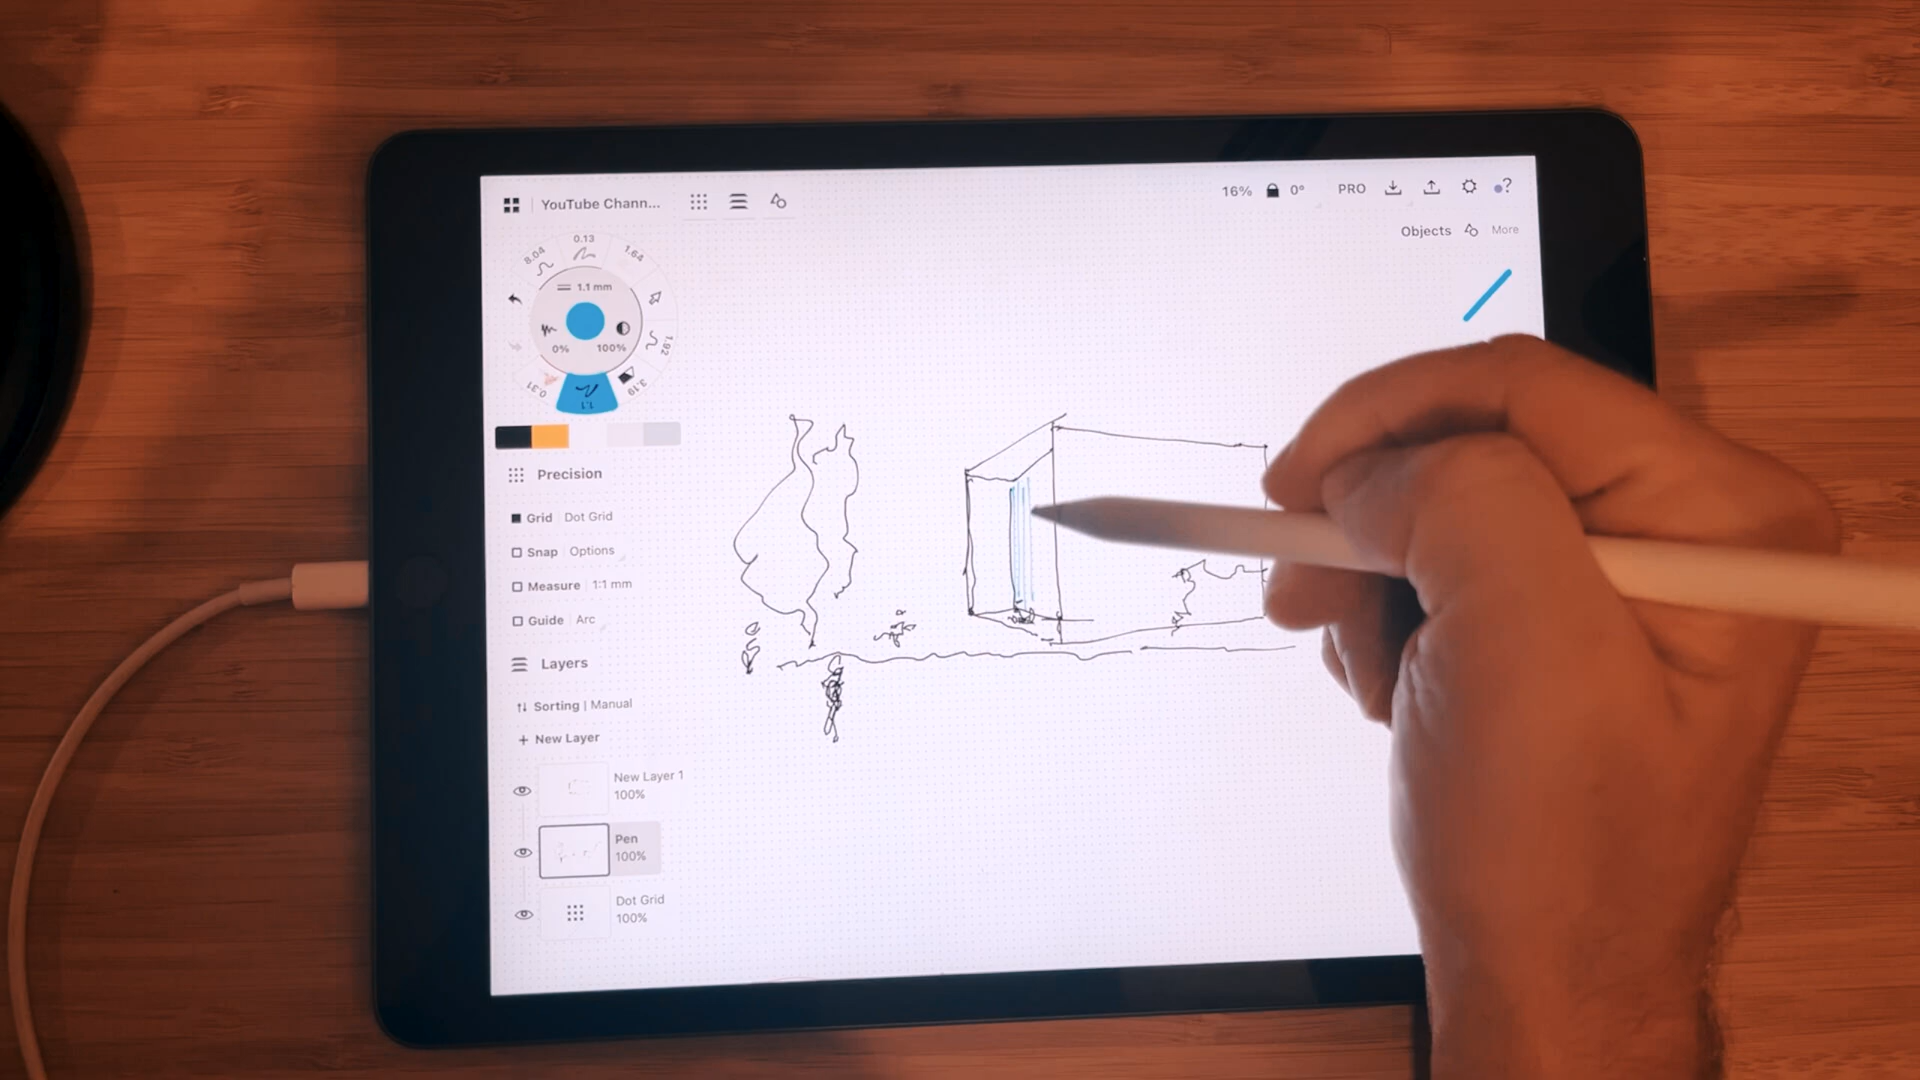 YouTube Chann...
16% 0° PRO ?
Objects More
8.04 0.13 1.64
1.1 mm
1.92
0% 100%
0.31 1.1 3.19
Precision
Grid Dot Grid
Snap Options
Measure 1:1 mm
Guide Arc
Layers
Sorting | Manual
+ New Layer
New Layer 1
100%
Pen
100%
Dot Grid
100%